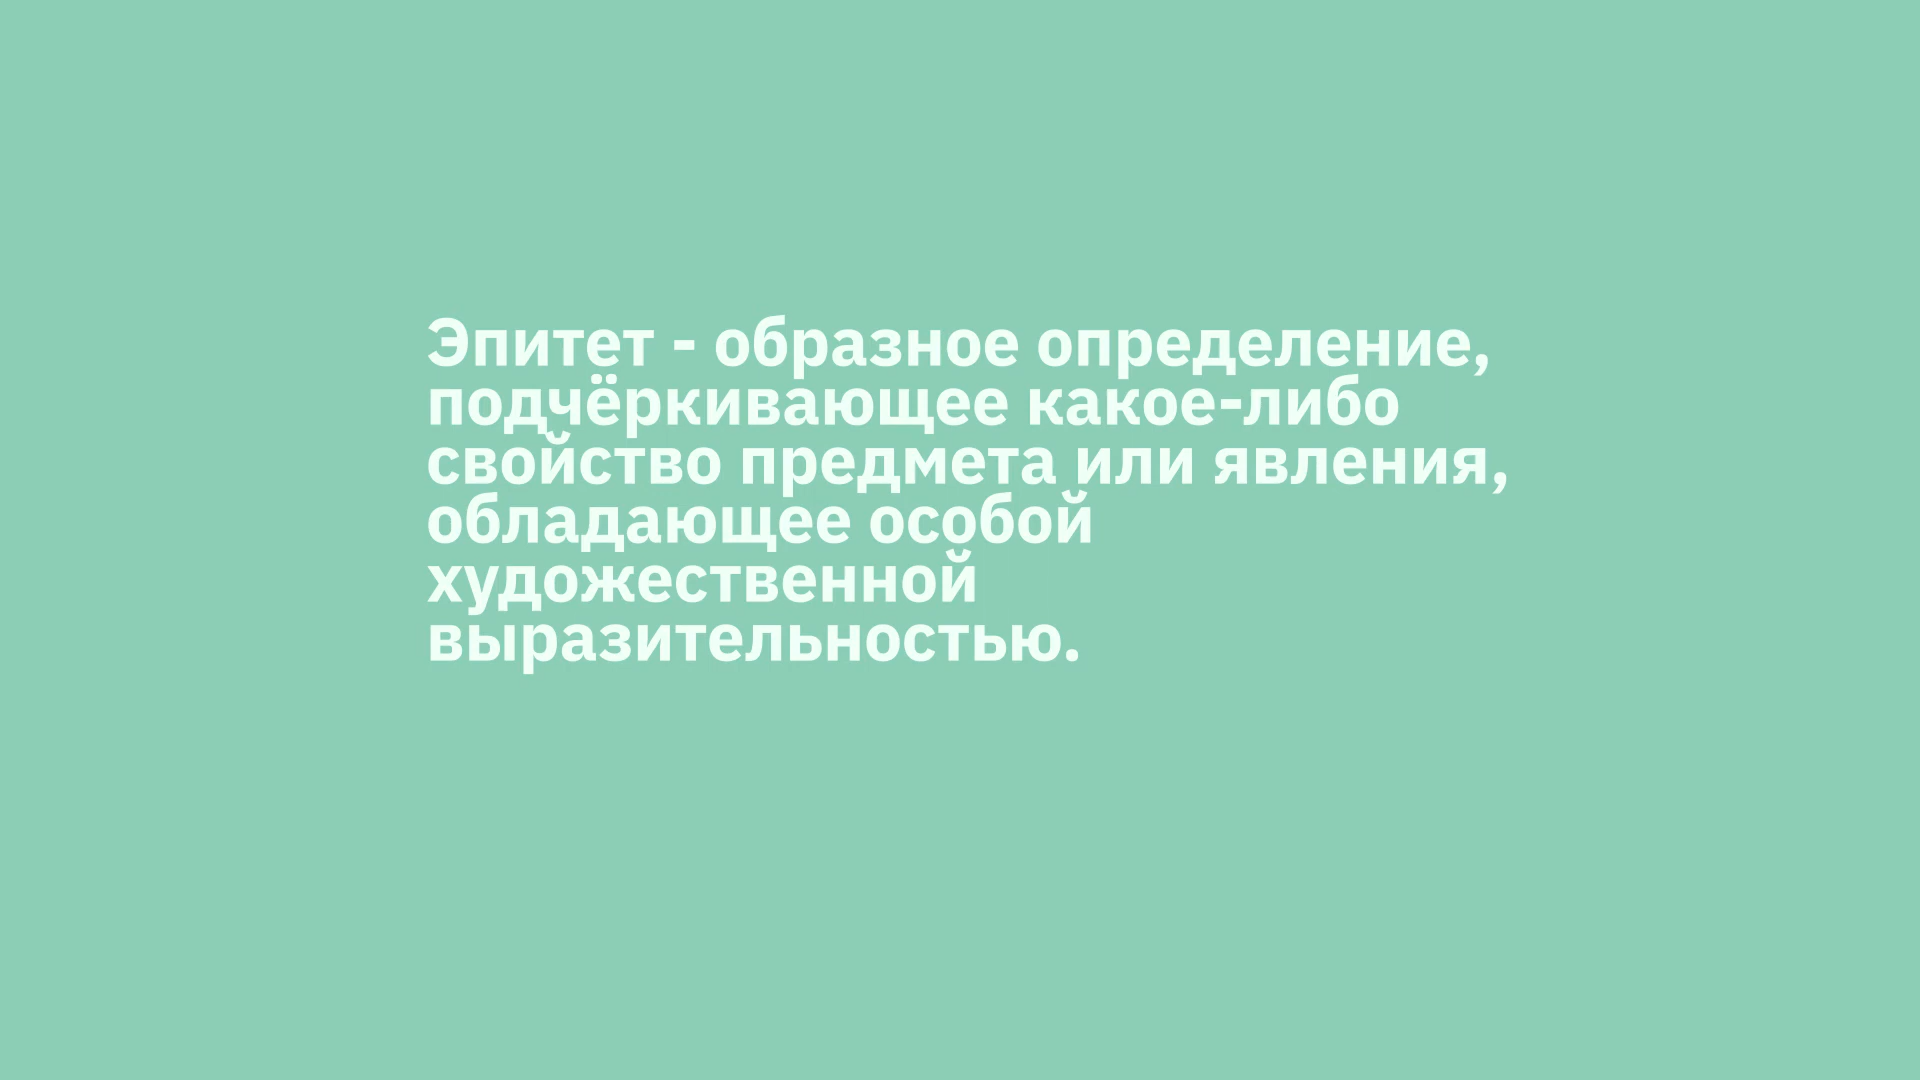 Эпитет - образное определение,
подчёркивающее какое-либо
свойство предмета или явления,
обладающее особой
художественной
выразительностью.